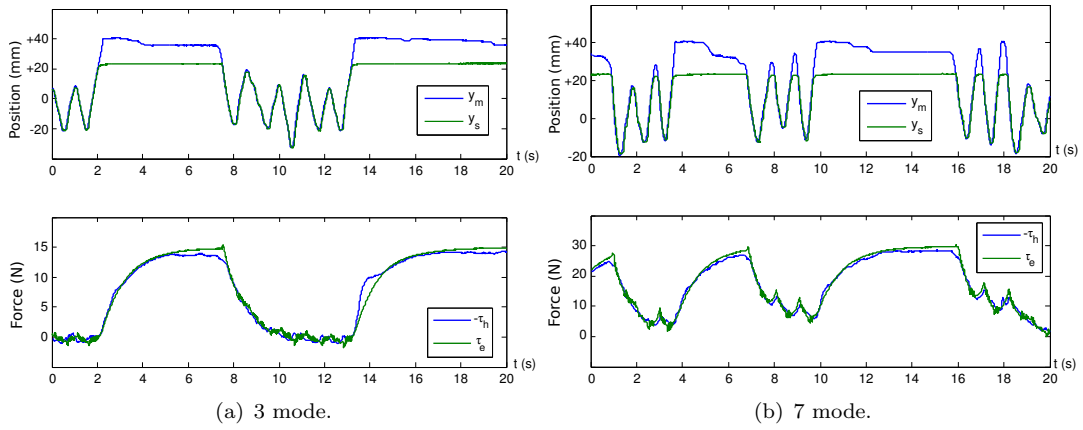 Position (mm)
+40
+20
0
-20
y_m
y_s
0 2 4 6 8 10 12 14 16 18 20
t (s)
Force (N)
15
10
5
0
-τ_h
τ_e
0 2 4 6 8 10 12 14 16 18 20
t (s)
(a) 3 mode.
Position (mm)
+40
+20
0
-20
y_m
y_s
0 2 4 6 8 10 12 14 16 18 20
t (s)
Force (N)
30
20
10
0
-τ_h
τ_e
0 2 4 6 8 10 12 14 16 18 20
t (s)
(b) 7 mode.